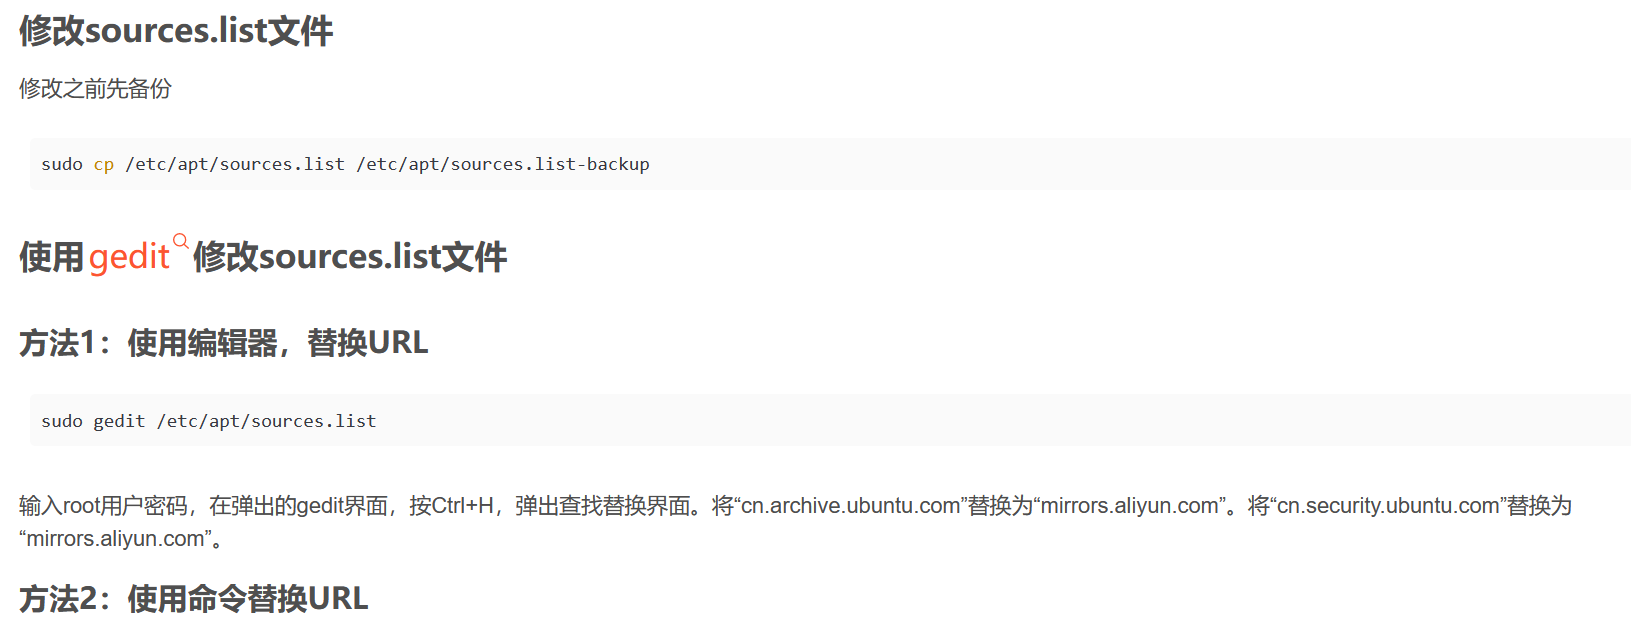 修改sources.list文件
修改之前先备份
sudo cp /etc/apt/sources.list /etc/apt/sources.list-backup
使用gedit修改sources.list文件
方法1：使用编辑器，替换URL
sudo gedit /etc/apt/sources.list
输入root用户密码，在弹出的gedit界面，按Ctrl+H，弹出查找替换界面。将“cn.archive.ubuntu.com”替换为“mirrors.aliyun.com”。将“cn.security.ubuntu.com”替换为
“mirrors.aliyun.com”。
方法2：使用命令替换URL